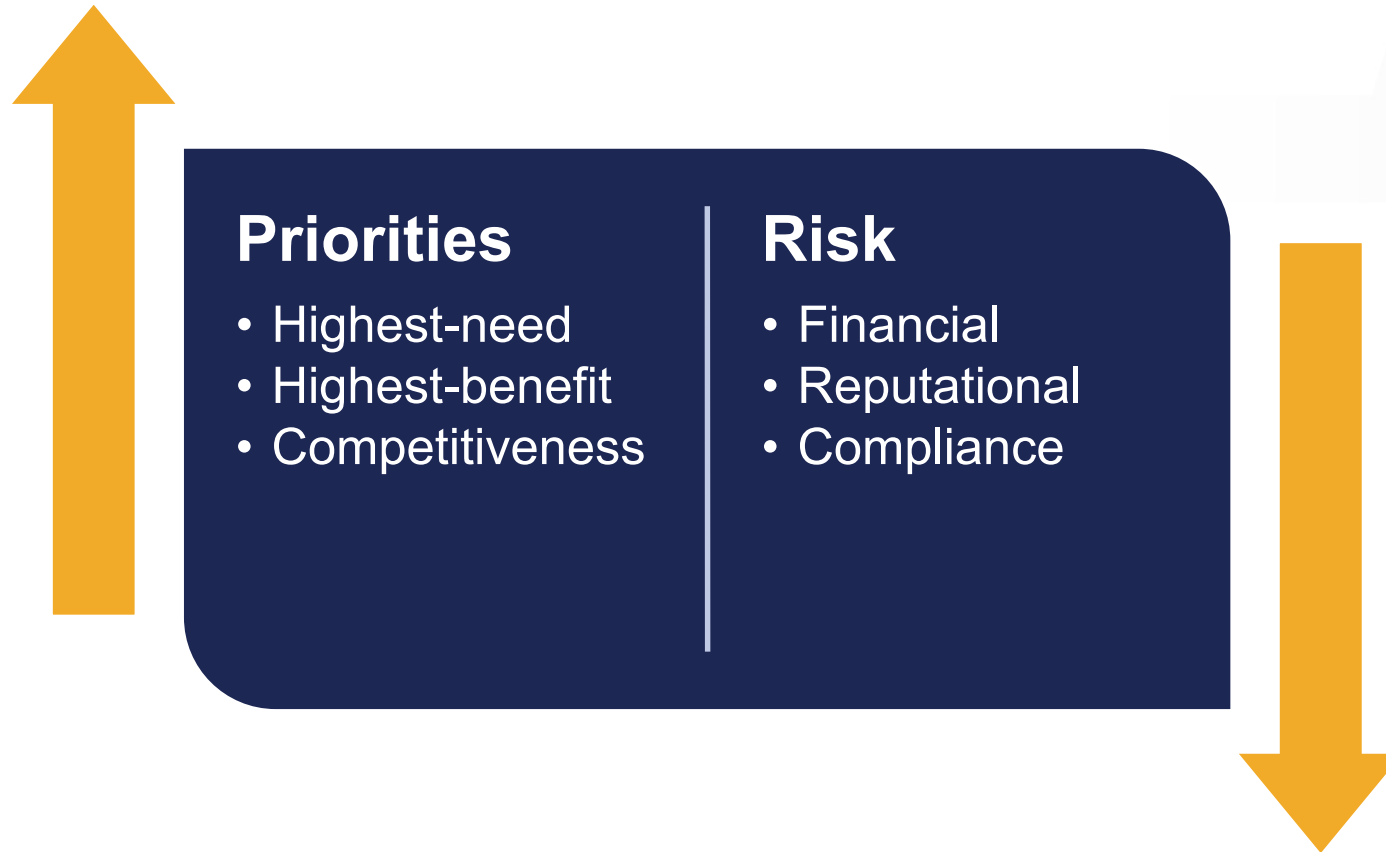 Priorities
• Highest-need
• Highest-benefit
• Competitiveness
Risk
• Financial
• Reputational
• Compliance